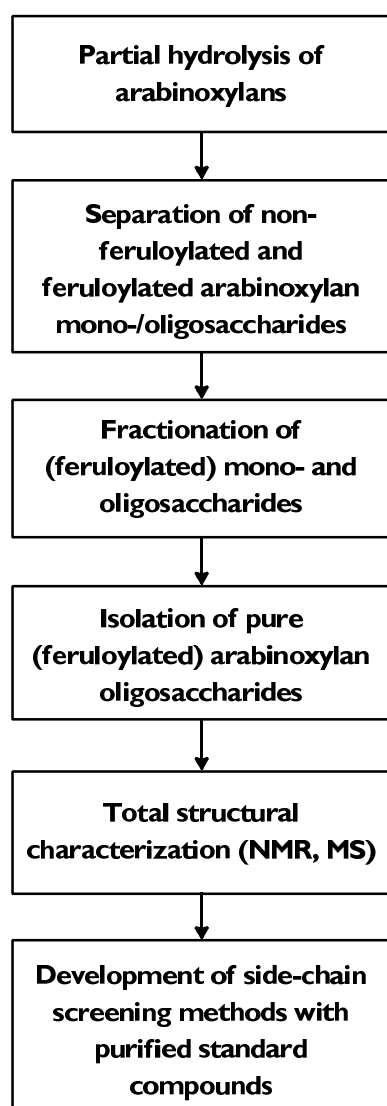 Partial hydrolysis of
arabinoxylans
Separation of non-
feruloylated and
feruloylated arabinoxylan
mono-/oligosaccharides
Fractionation of
(feruloylated) mono- and
oligosaccharides
Isolation of pure
(feruloylated) arabinoxylan
oligosaccharides
Total structural
characterization (NMR, MS)
Development of side-chain
screening methods with
purified standard
compounds